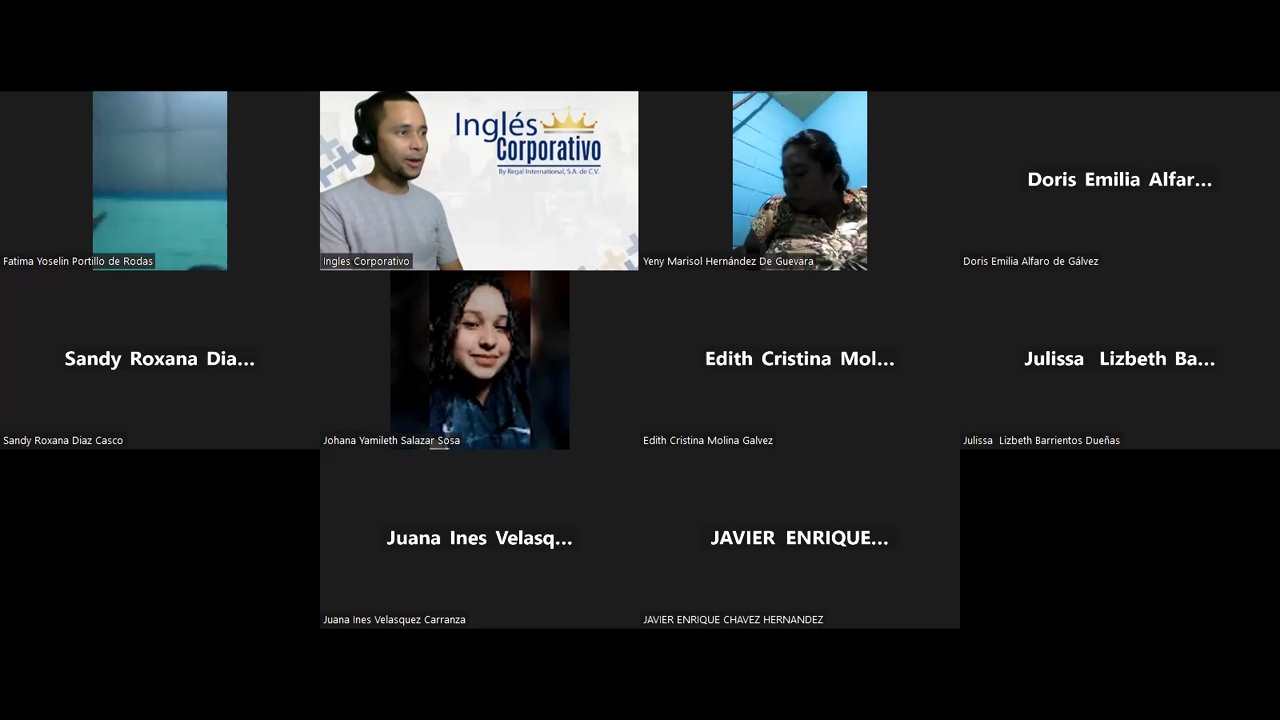 Inglés
Corporativo
By Regal International, S.A. de C.V.
Doris Emilia Alfar...
Fatima Yoselin Portillo de Rodas
Ingles Corporativo
Yeny Marisol Hernández De Guevara
Doris Emilia Alfaro de Gálvez
Sandy Roxana Dia...
Edith Cristina Mol...
Julissa Lizbeth Ba...
Sandy Roxana Diaz Casco
Johana Yamileth Salazar Sosa
Edith Cristina Molina Galvez
Julissa Lizbeth Barrientos Dueñas
Juana Ines Velasq...
JAVIER ENRIQUE...
Juana Ines Velasquez Carranza
JAVIER ENRIQUE CHAVEZ HERNANDEZ